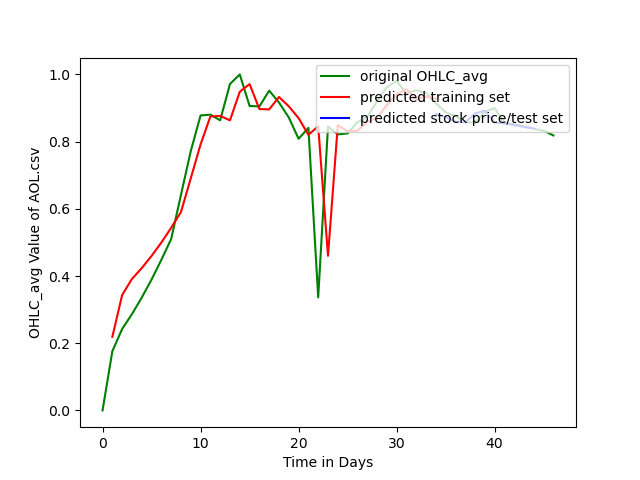 original OHLC_avg
predicted training set
predicted stock price/test set
1.0
0.8
0.6
0.4
0.2
0.0
OHLC_avg Value of AOL.csv
0 10 20 30 40
Time in Days